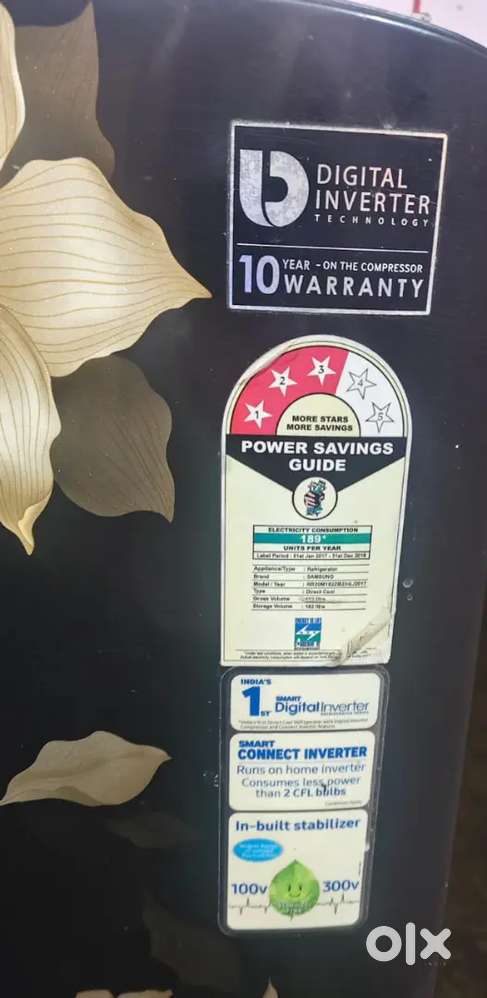 DIGITAL
INVERTER
TECHNOLOGY
10 YEAR - ON THE COMPRESSOR
WARRANTY
1 2 3 4 5
MORE STARS
MORE SAVINGS
POWER SAVINGS
GUIDE
ELECTRICITY CONSUMPTION
189*
UNITS PER YEAR
Appliance/Type : Refrigerator
Brand : SAMSUNG
Model / Year :
Type : Direct Cool
Gross Volume :
Storage Volume :
INDIA'S
1ST SMART
Digital Inverter
SMART
CONNECT INVERTER
Runs on home inverter
Consumes less power
than 2 CFL bulbs
In-built stabilizer
100v 300v
olx
INDIA